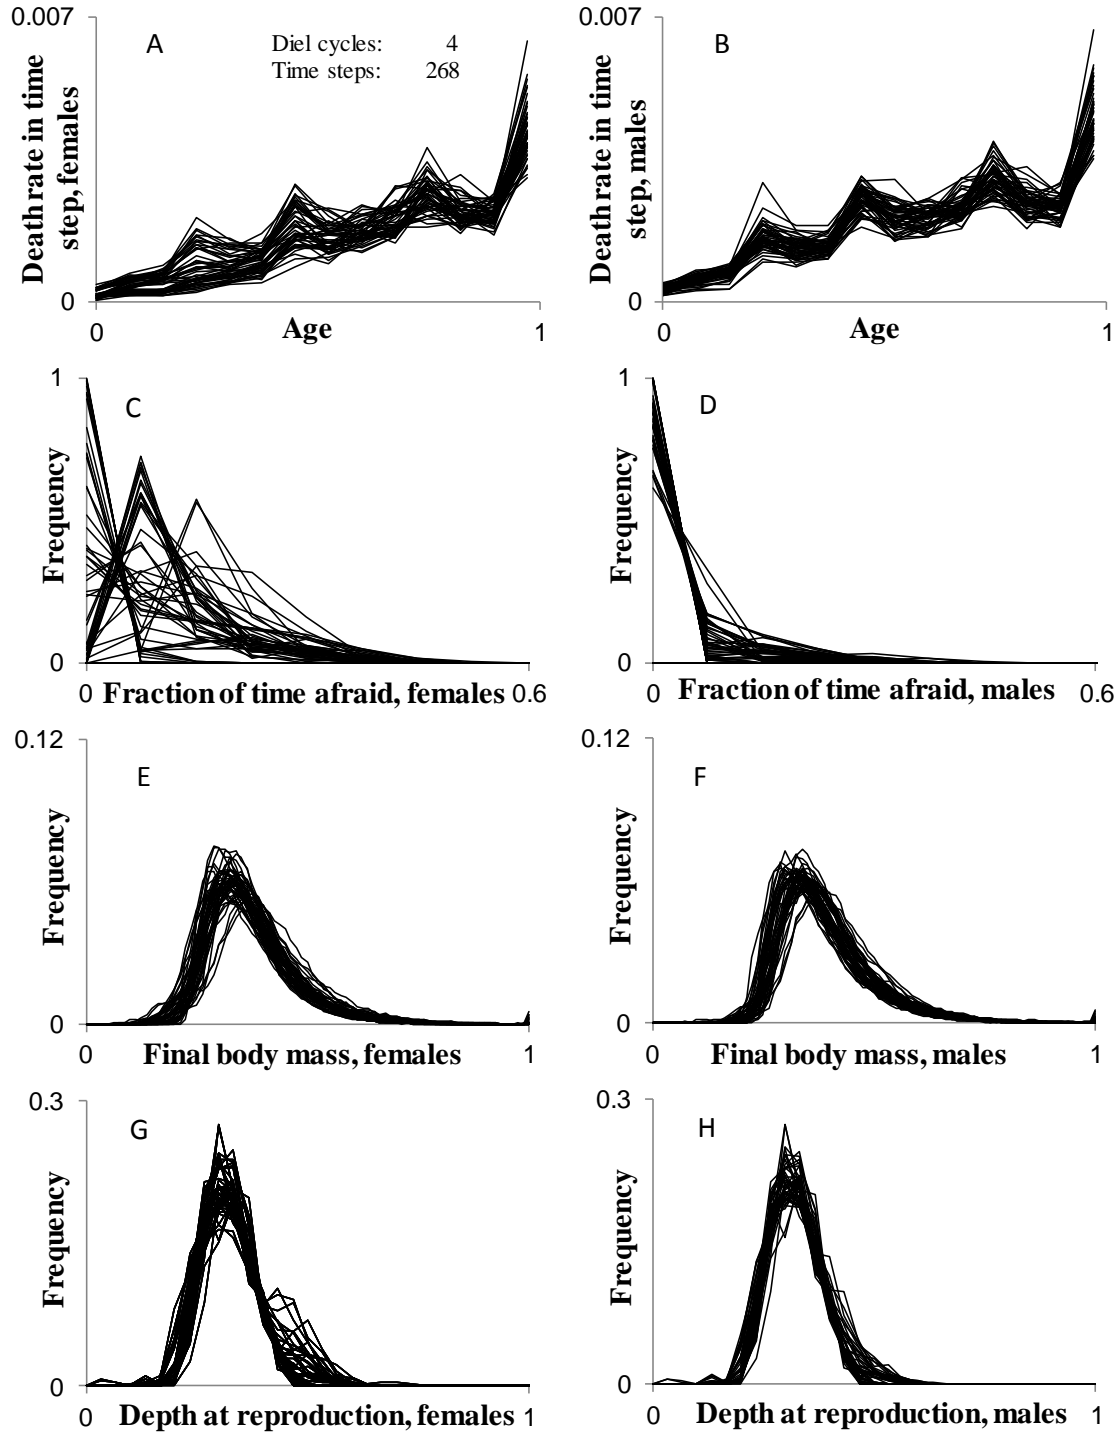 0.007
A
Diel cycles: 4
Time steps: 268
Death rate in time
step, females
0
0
Age
1
0.007
B
Death rate in time
step, males
0
0
Age
1
1
C
Frequency
0
0
Fraction of time afraid, females
0.6
1
D
Frequency
0
0
Fraction of time afraid, males
0.6
0.12
E
Frequency
0
0
Final body mass, females
1
0.12
F
Frequency
0
0
Final body mass, males
1
0.3
G
Frequency
0
0
Depth at reproduction, females
1
0.3
H
Frequency
0
0
Depth at reproduction, males
1